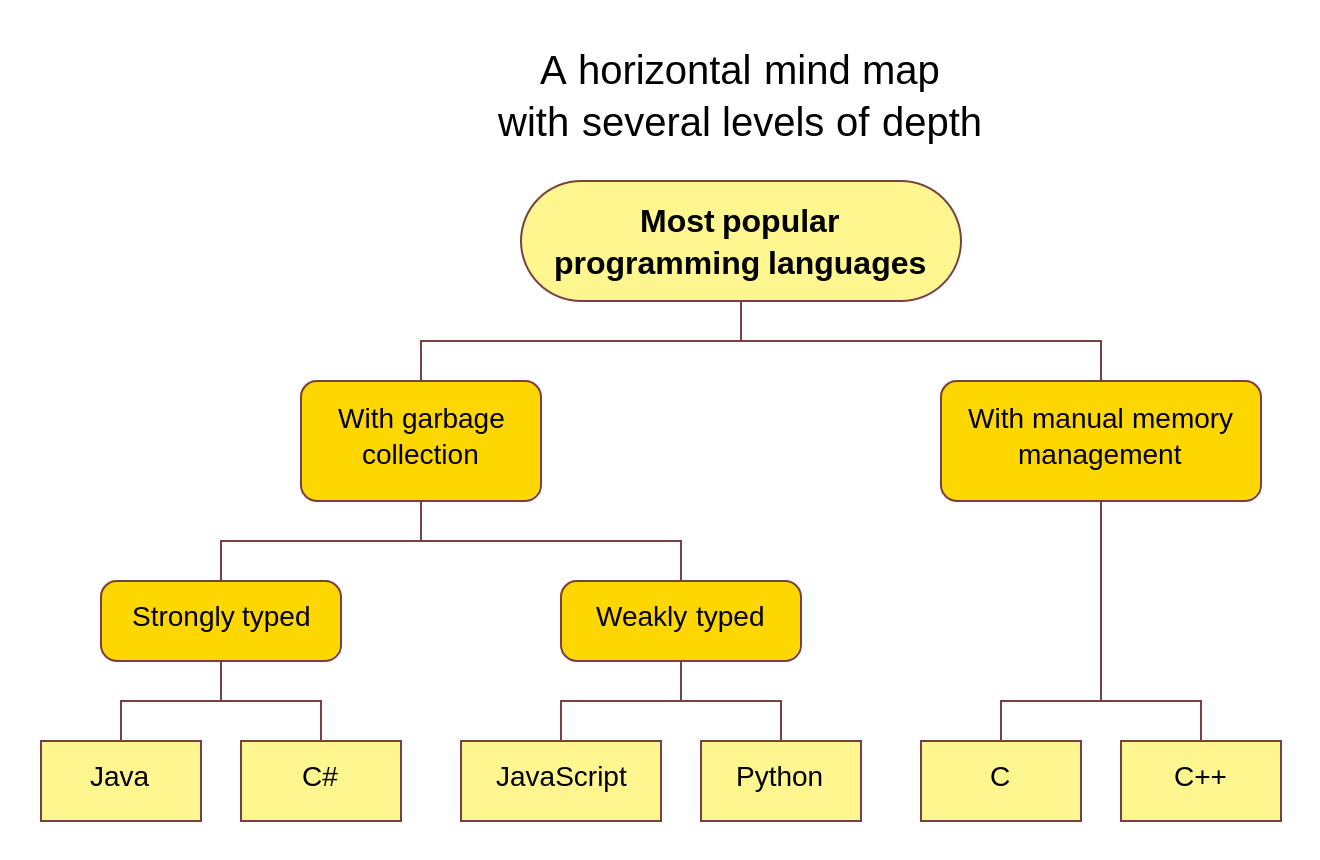 A horizontal mind map
with several levels of depth
Most popular
programming languages
With garbage
collection
With manual memory
management
Strongly typed
Weakly typed
Java
C#
JavaScript
Python
C
C++